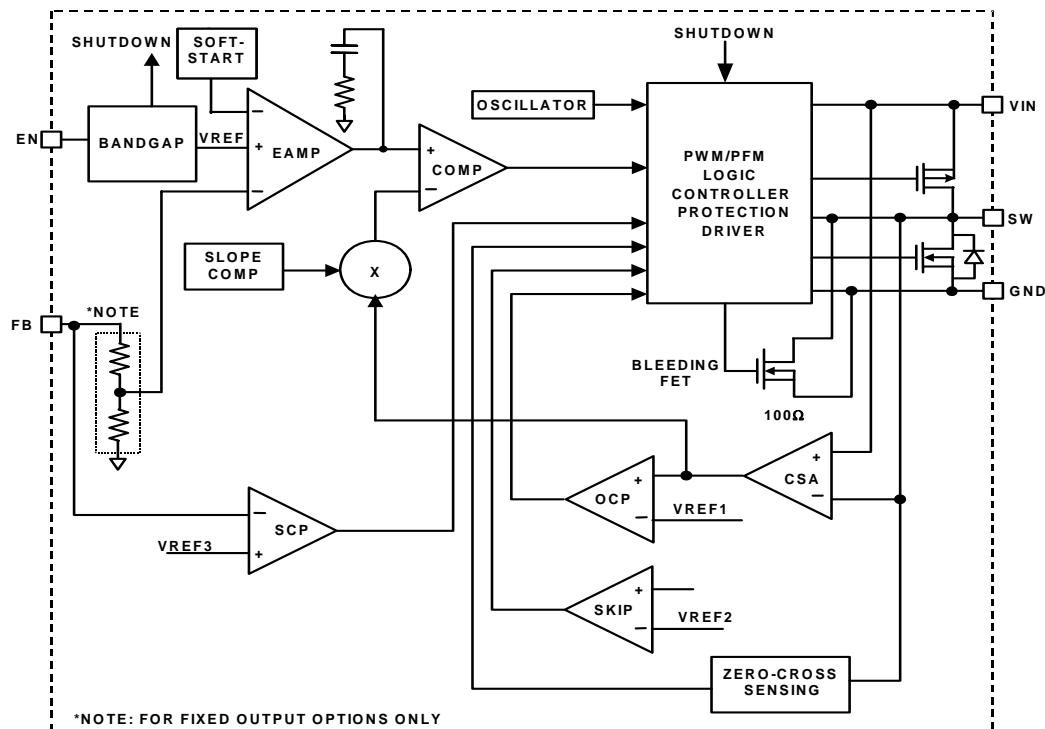 SHUTDOWN
SOFT-
START
SHUTDOWN
OSCILLATOR
VIN
EN
BANDGAP
VREF
−
+
−
EAMP
+
−
COMP
PWM/PFM
LOGIC
CONTROLLER
PROTECTION
DRIVER
SW
SLOPE
COMP
X
GND
*NOTE
FB
BLEEDING
FET
100Ω
+
−
CSA
+
−
OCP
VREF1
−
+
SCP
VREF3
+
−
SKIP
VREF2
ZERO-CROSS
SENSING
*NOTE: FOR FIXED OUTPUT OPTIONS ONLY